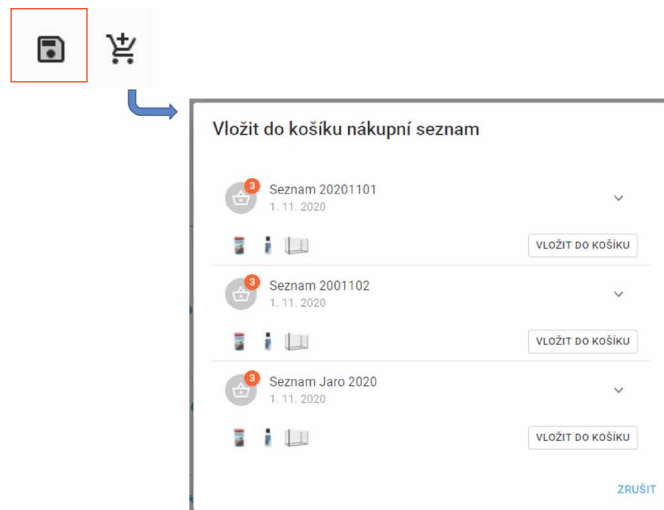 Vložit do košíku nákupní seznam
3
Seznam 20201101
1. 11. 2020
VLOŽIT DO KOŠÍKU
3
Seznam 2001102
1. 11. 2020
VLOŽIT DO KOŠÍKU
3
Seznam Jaro 2020
1. 11. 2020
VLOŽIT DO KOŠÍKU
ZRUŠIT